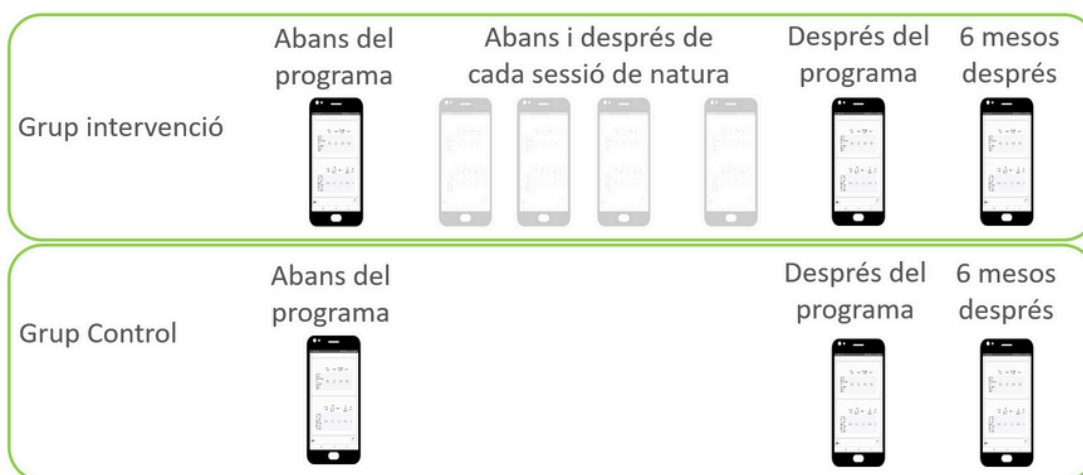 Abans del
programa
Abans i després de
cada sessió de natura
Després del
programa
6 mesos
després
Grup intervenció
Abans del
programa
Després del
programa
6 mesos
després
Grup Control